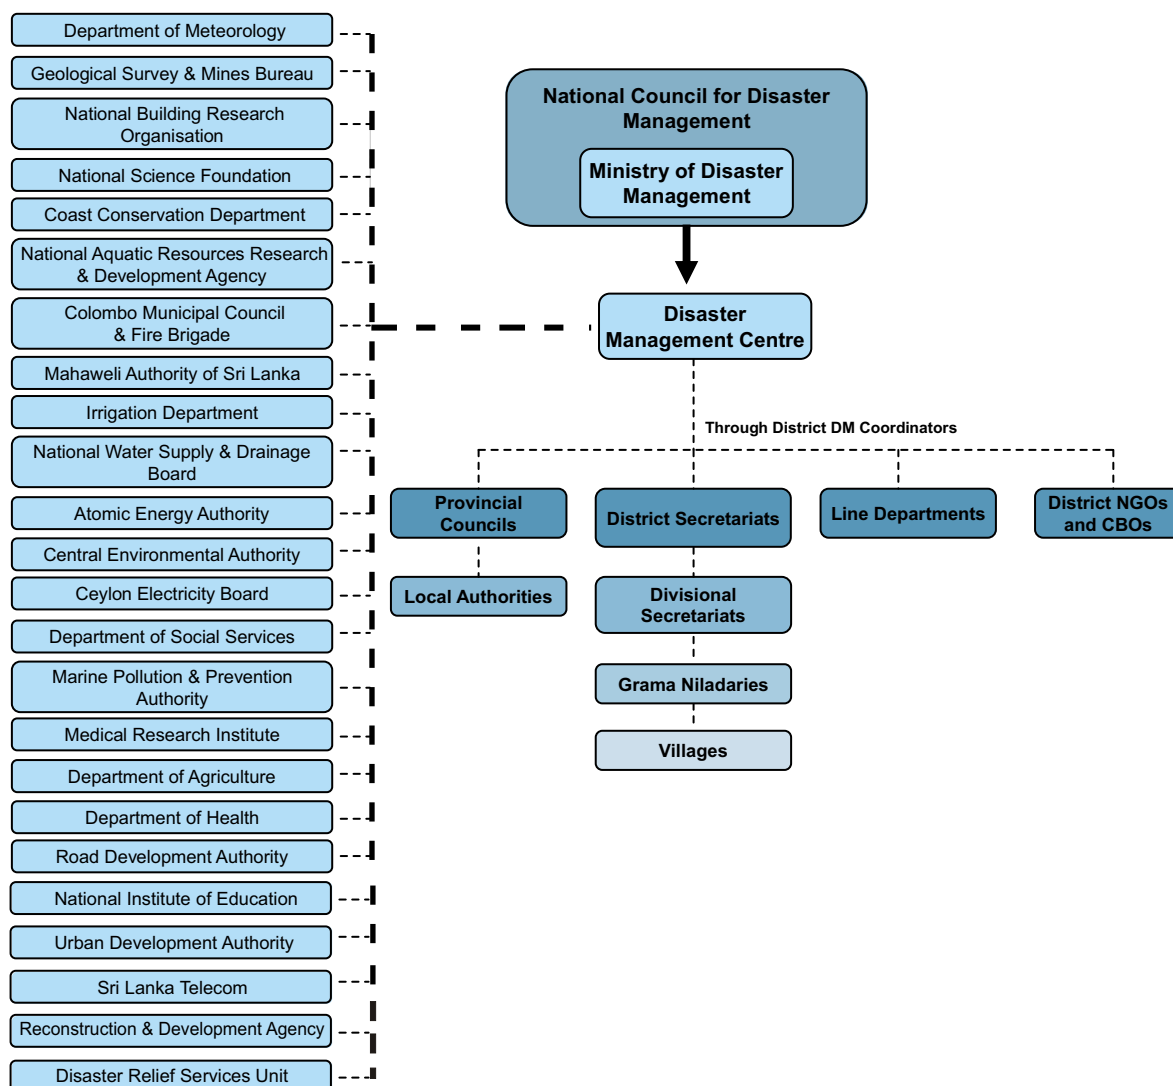 Department of Meteorology
Geological Survey & Mines Bureau
National Building Research
Organisation
National Science Foundation
Coast Conservation Department
National Aquatic Resources Research
& Development Agency
Colombo Municipal Council
& Fire Brigade
Mahaweli Authority of Sri Lanka
Irrigation Department
National Water Supply & Drainage
Board
Atomic Energy Authority
Central Environmental Authority
Ceylon Electricity Board
Department of Social Services
Marine Pollution & Prevention
Authority
Medical Research Institute
Department of Agriculture
Department of Health
Road Development Authority
National Institute of Education
Urban Development Authority
Sri Lanka Telecom
Reconstruction & Development Agency
Disaster Relief Services Unit
National Council for Disaster
Management
Ministry of Disaster
Management
Disaster
Management Centre
Through District DM Coordinators
Provincial
Councils
Local Authorities
District Secretariats
Divisional
Secretariats
Grama Niladaries
Villages
Line Departments
District NGOs
and CBOs